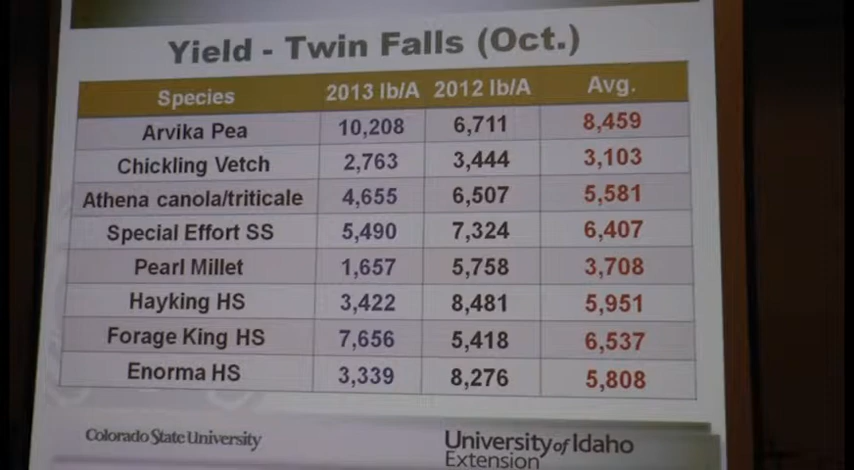 Yield - Twin Falls (Oct.)
Species 2013 lb/A 2012 lb/A Avg.
Arvika Pea 10,208 6,711 8,459
Chickling Vetch 2,763 3,444 3,103
Athena canola/triticale 4,655 6,507 5,581
Special Effort SS 5,490 7,324 6,407
Pearl Millet 1,657 5,758 3,708
Hayking HS 3,422 8,481 5,951
Forage King HS 7,656 5,418 6,537
Enorma HS 3,339 8,276 5,808
Colorado State University University of Idaho
Extension